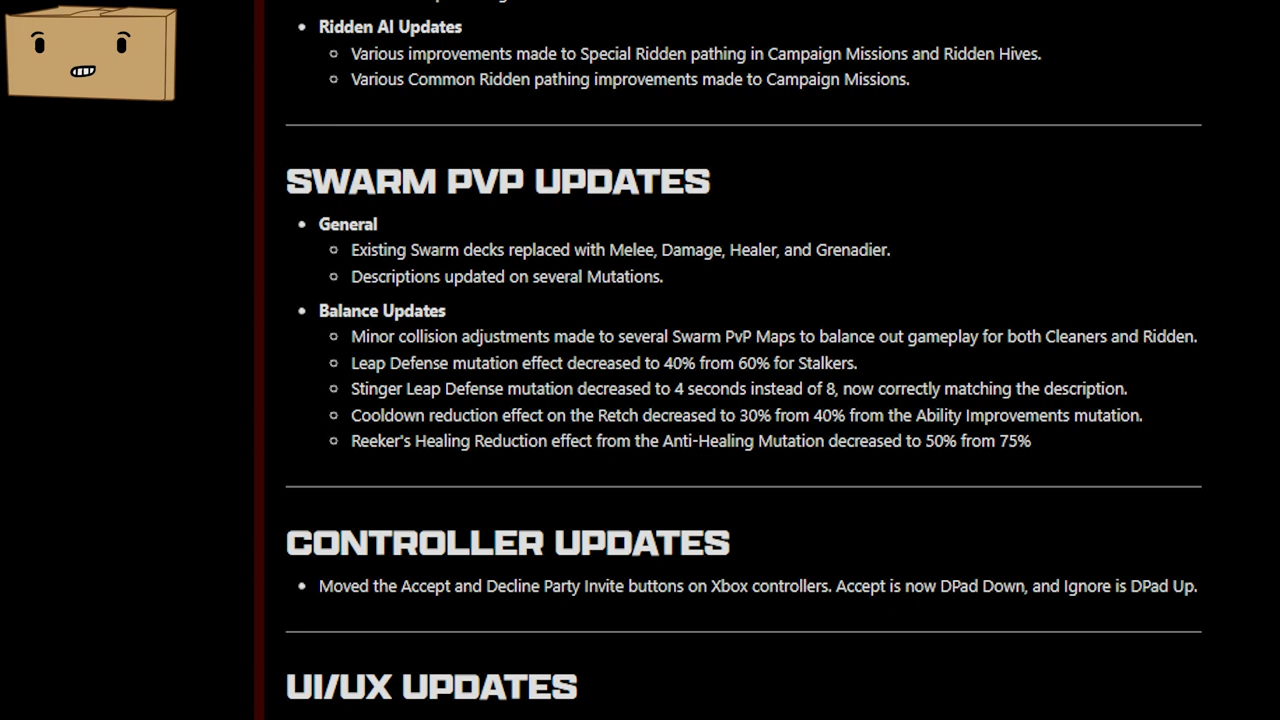 Ridden AI Updates
Various improvements made to Special Ridden pathing in Campaign Missions and Ridden Hives.
Various Common Ridden pathing improvements made to Campaign Missions.
SWARM PVP UPDATES
General
Existing Swarm decks replaced with Melee, Damage, Healer, and Grenadier.
Descriptions updated on several Mutations.
Balance Updates
Minor collision adjustments made to several Swarm PvP Maps to balance out gameplay for both Cleaners and Ridden.
Leap Defense mutation effect decreased to 40% from 60% for Stalkers.
Stinger Leap Defense mutation decreased to 4 seconds instead of 8, now correctly matching the description.
Cooldown reduction effect on the Retch decreased to 30% from 40% from the Ability Improvements mutation.
Reeker's Healing Reduction effect from the Anti-Healing Mutation decreased to 50% from 75%
CONTROLLER UPDATES
Moved the Accept and Decline Party Invite buttons on Xbox controllers. Accept is now DPad Down, and Ignore is DPad Up.
UI/UX UPDATES